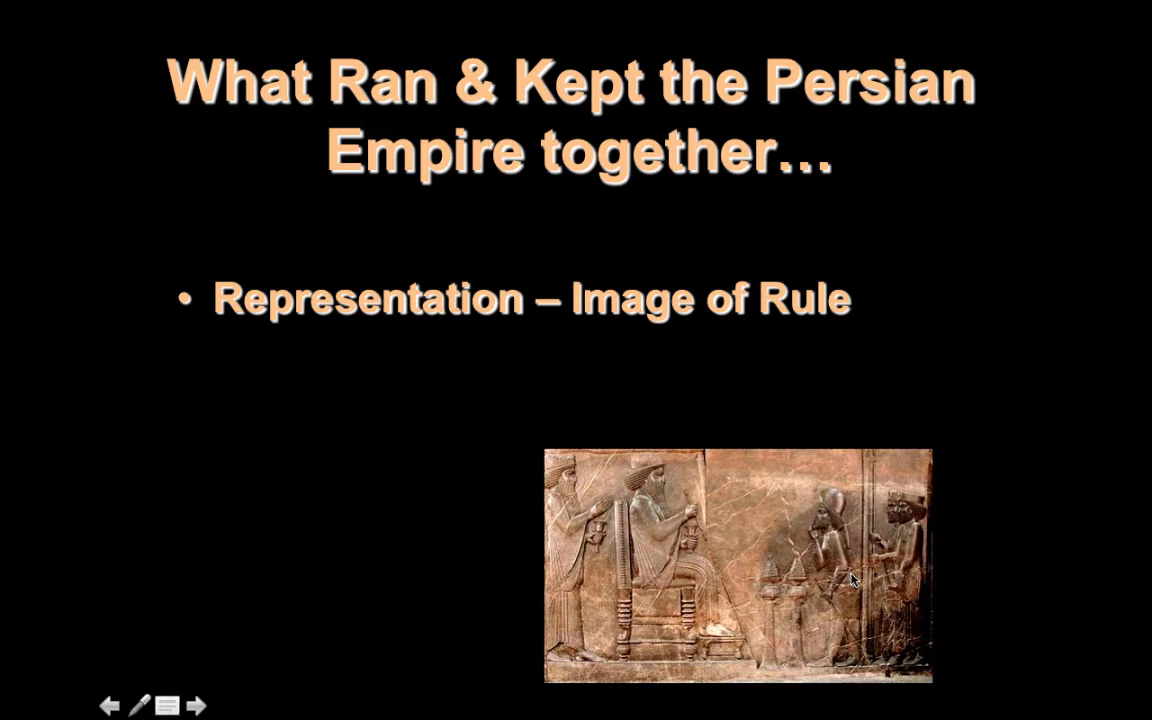 What Ran & Kept the Persian
Empire together…
• Representation – Image of Rule